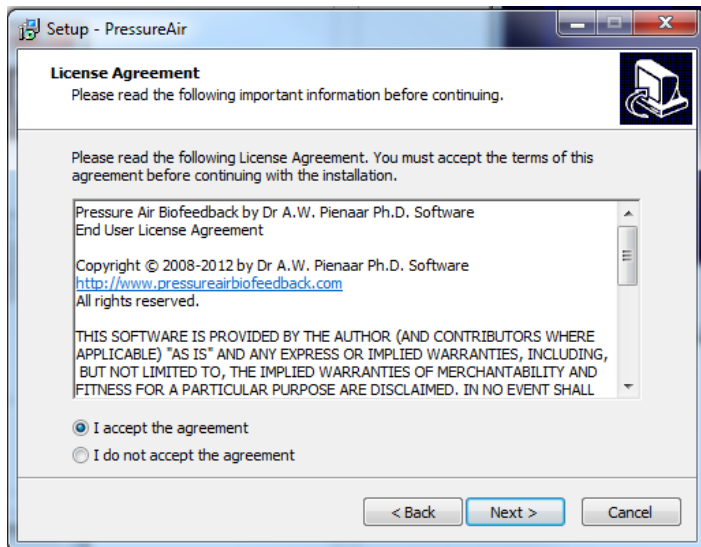 Setup - PressureAir
License Agreement
Please read the following important information before continuing.
Please read the following License Agreement. You must accept the terms of this
agreement before continuing with the installation.
Pressure Air Biofeedback by Dr A.W. Pienaar Ph.D. Software
End User License Agreement
Copyright © 2008-2012 by Dr A.W. Pienaar Ph.D. Software
http://www.pressureairbiofeedback.com
All rights reserved.
THIS SOFTWARE IS PROVIDED BY THE AUTHOR (AND CONTRIBUTORS WHERE
APPLICABLE) "AS IS" AND ANY EXPRESS OR IMPLIED WARRANTIES, INCLUDING,
BUT NOT LIMITED TO, THE IMPLIED WARRANTIES OF MERCHANTABILITY AND
FITNESS FOR A PARTICULAR PURPOSE ARE DISCLAIMED. IN NO EVENT SHALL
I accept the agreement
I do not accept the agreement
< Back Next > Cancel